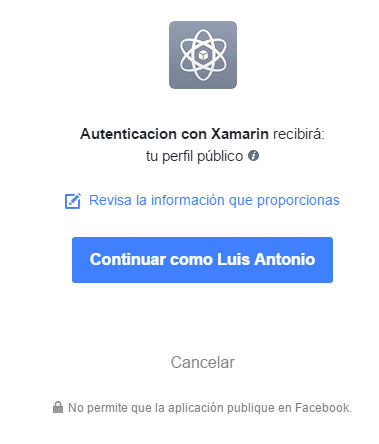 Autenticacion con Xamarin recibirá:
tu perfil público
Revisa la información que proporcionas
Continuar como Luis Antonio
Cancelar
No permite que la aplicación publique en Facebook.